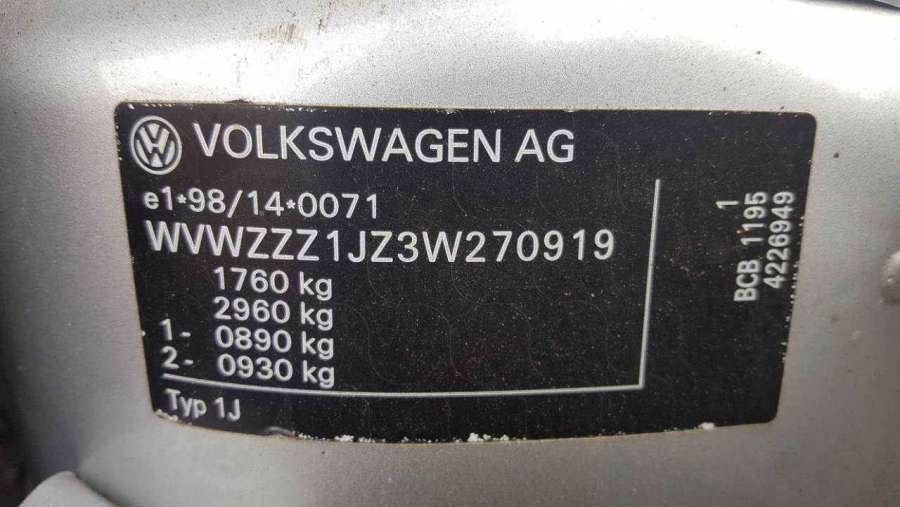 VW VOLKSWAGEN AG
e1*98/14*0071
WVWZZZ1JZ3W270919
1760 kg
2960 kg
1- 0890 kg
2- 0930 kg
Typ 1J
1
BCB 1195
4226949